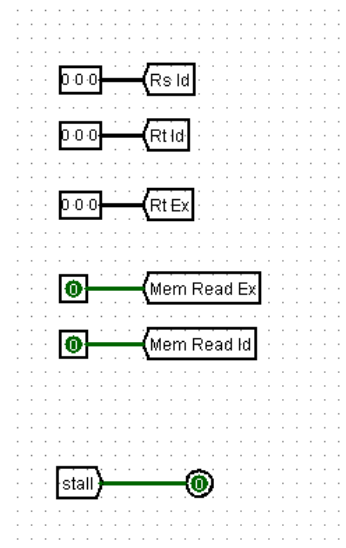 0 0 0 Rs Id
0 0 0 Rt Id
0 0 0 Rt Ex
0 Mem Read Ex
0 Mem Read Id
stall 0